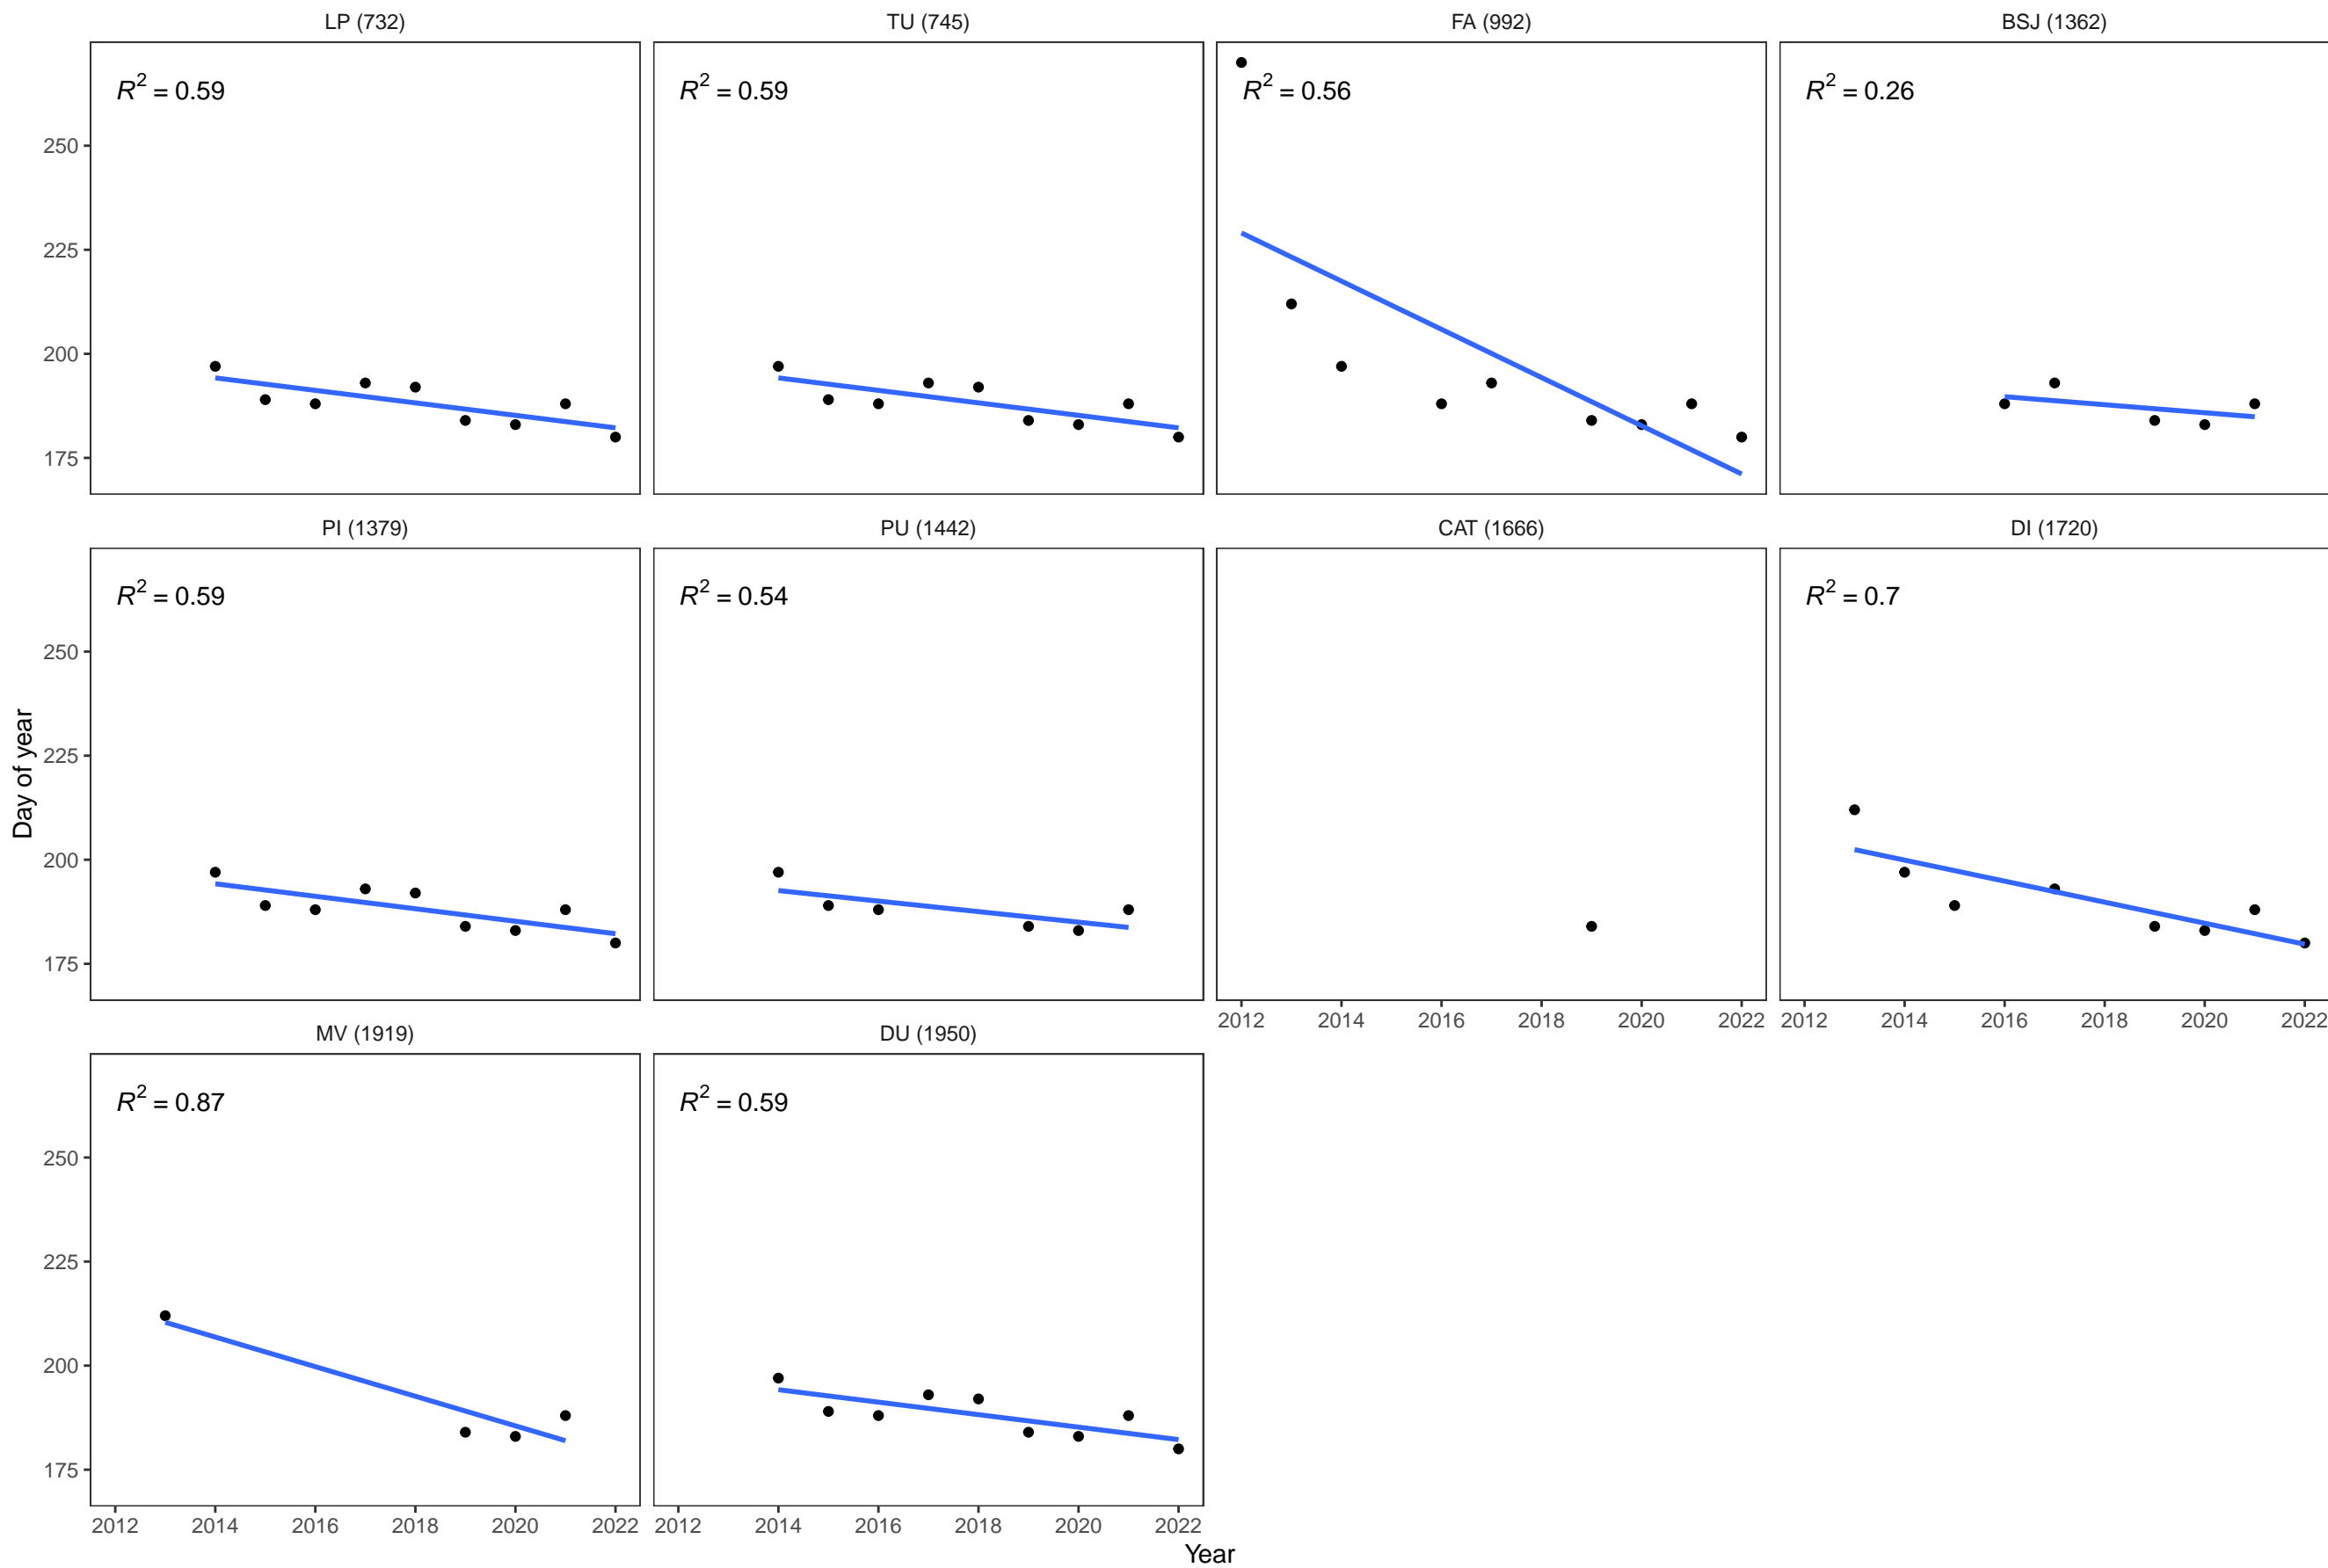 LP (732)
TU (745)
FA (992)
BSJ (1362)
R² = 0.59
R² = 0.59
R² = 0.56
R² = 0.26
250
225
200
175
PI (1379)
PU (1442)
CAT (1666)
DI (1720)
R² = 0.59
R² = 0.54
R² = 0.7
250
225
200
175
2012 2014 2016 2018 2020 2022
2012 2014 2016 2018 2020 2022
MV (1919)
DU (1950)
R² = 0.87
R² = 0.59
250
225
200
175
2012 2014 2016 2018 2020 2022
2012 2014 2016 2018 2020 2022
Day of year
Year